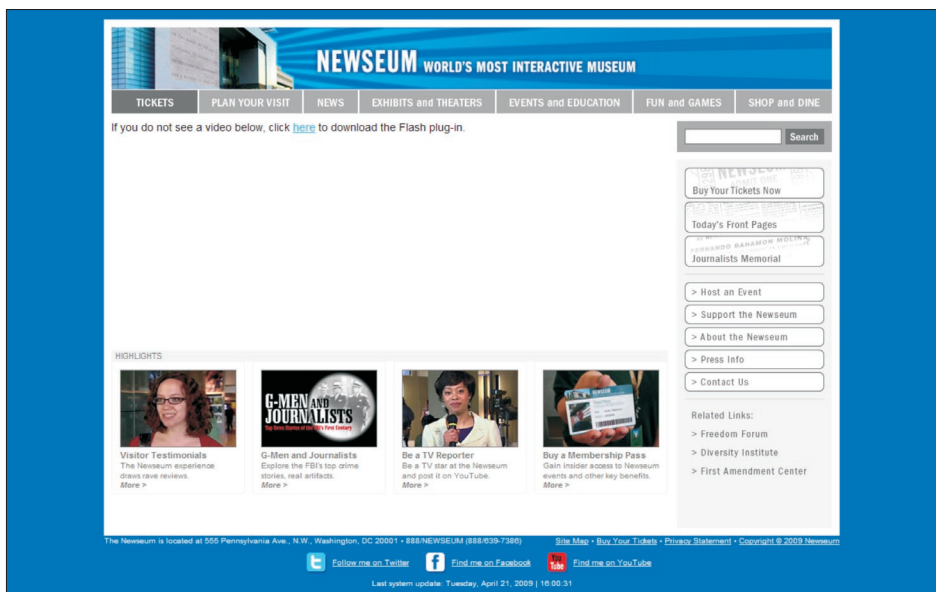 NEWSEUM WORLD'S MOST INTERACTIVE MUSEUM
TICKETS
PLAN YOUR VISIT
NEWS
EXHIBITS and THEATERS
EVENTS and EDUCATION
FUN and GAMES
SHOP and DINE
If you do not see a video below, click here to download the Flash plug-in.
Search
Buy Your Tickets Now
Today's Front Pages
Journalists Memorial
> Host an Event
> Support the Newseum
> About the Newseum
> Press Info
> Contact Us
Related Links:
> Freedom Forum
> Diversity Institute
> First Amendment Center
HIGHLIGHTS
G-MEN AND
JOURNALISTS
Top News Stories of the FBI's First Century
Visitor Testimonials
The Newseum experience
draws rave reviews.
More >
G-Men and Journalists
Explore the FBI's top crime
stories, real artifacts.
More >
Be a TV Reporter
Be a TV star at the Newseum
and post it on YouTube.
More >
Buy a Membership Pass
Gain insider access to Newseum
events and other key benefits.
More >
The Newseum is located at 555 Pennsylvania Ave., N.W., Washington, DC 20001 • 888/NEWSEUM (888/639-7386)
Site Map • Buy Your Tickets • Privacy Statement • Copyright © 2009 Newseum
Follow me on Twitter
Find me on Facebook
You Tube
Find me on YouTube
Last system update: Tuesday, April 21, 2009 | 16:00:31